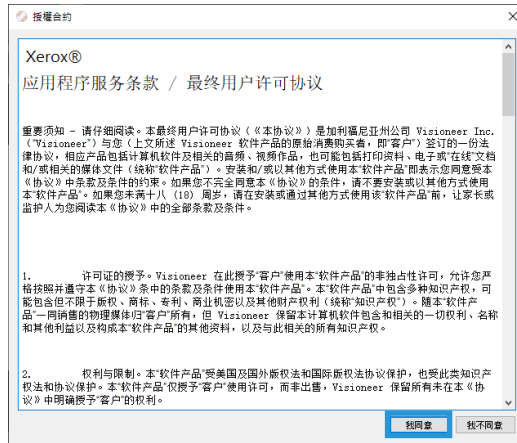 授權合約
Xerox®
应用程序服务条款 / 最终用户许可协议
重要须知 - 请仔细阅读。本最终用户许可协议（《本协议》）是加利福尼亚州公司 Visioneer Inc.
（“Visioneer”）与您（上文所述 Visioneer 软件产品的原始消费购买者，即“客户”）签订的一份法
律协议，相应产品包括计算机软件及相关的音频、视频作品，也可能包括打印资料、电子或“在线”文档
和/或相关的媒体文件（统称“软件产品”）。安装和/或以其他方式使用本“软件产品”即表示您同意受本
《协议》中条款及条件的约束。如果您不完全同意本《协议》的条件，请不要安装或以其他方式使用
本“软件产品”。如果您未满十八 (18) 周岁，请在安装或通过其他方式使用该“软件产品”前，让家长或
监护人为您阅读本《协议》中的全部条款及条件。
1. 许可证的授予。Visioneer 在此授予“客户”使用本“软件产品”的非独占性许可，允许您严
格按照并遵守本《协议》条中的条款及条件使用本“软件产品”。本“软件产品”中包含多种知识产权，可
能包含但不限于版权、商标、专利、商业机密以及其他财产权利（统称“知识产权”）。随本“软件产
品”一同销售的物理媒体归“客户”所有，但 Visioneer 保留本计算机软件包含和相关的一切权利、名称
和其他利益以及构成本“软件产品”的其他资料，以及与此相关的所有知识产权。
2. 权利与限制。本“软件产品”受美国及国外版权法和国际版权法协议保护，也受此类知识产
权法和协议保护。本“软件产品”仅授予“客户”使用许可，而非出售，Visioneer 保留所有未在本《协
议》中明确授予“客户”的权利。
我同意 我不同意